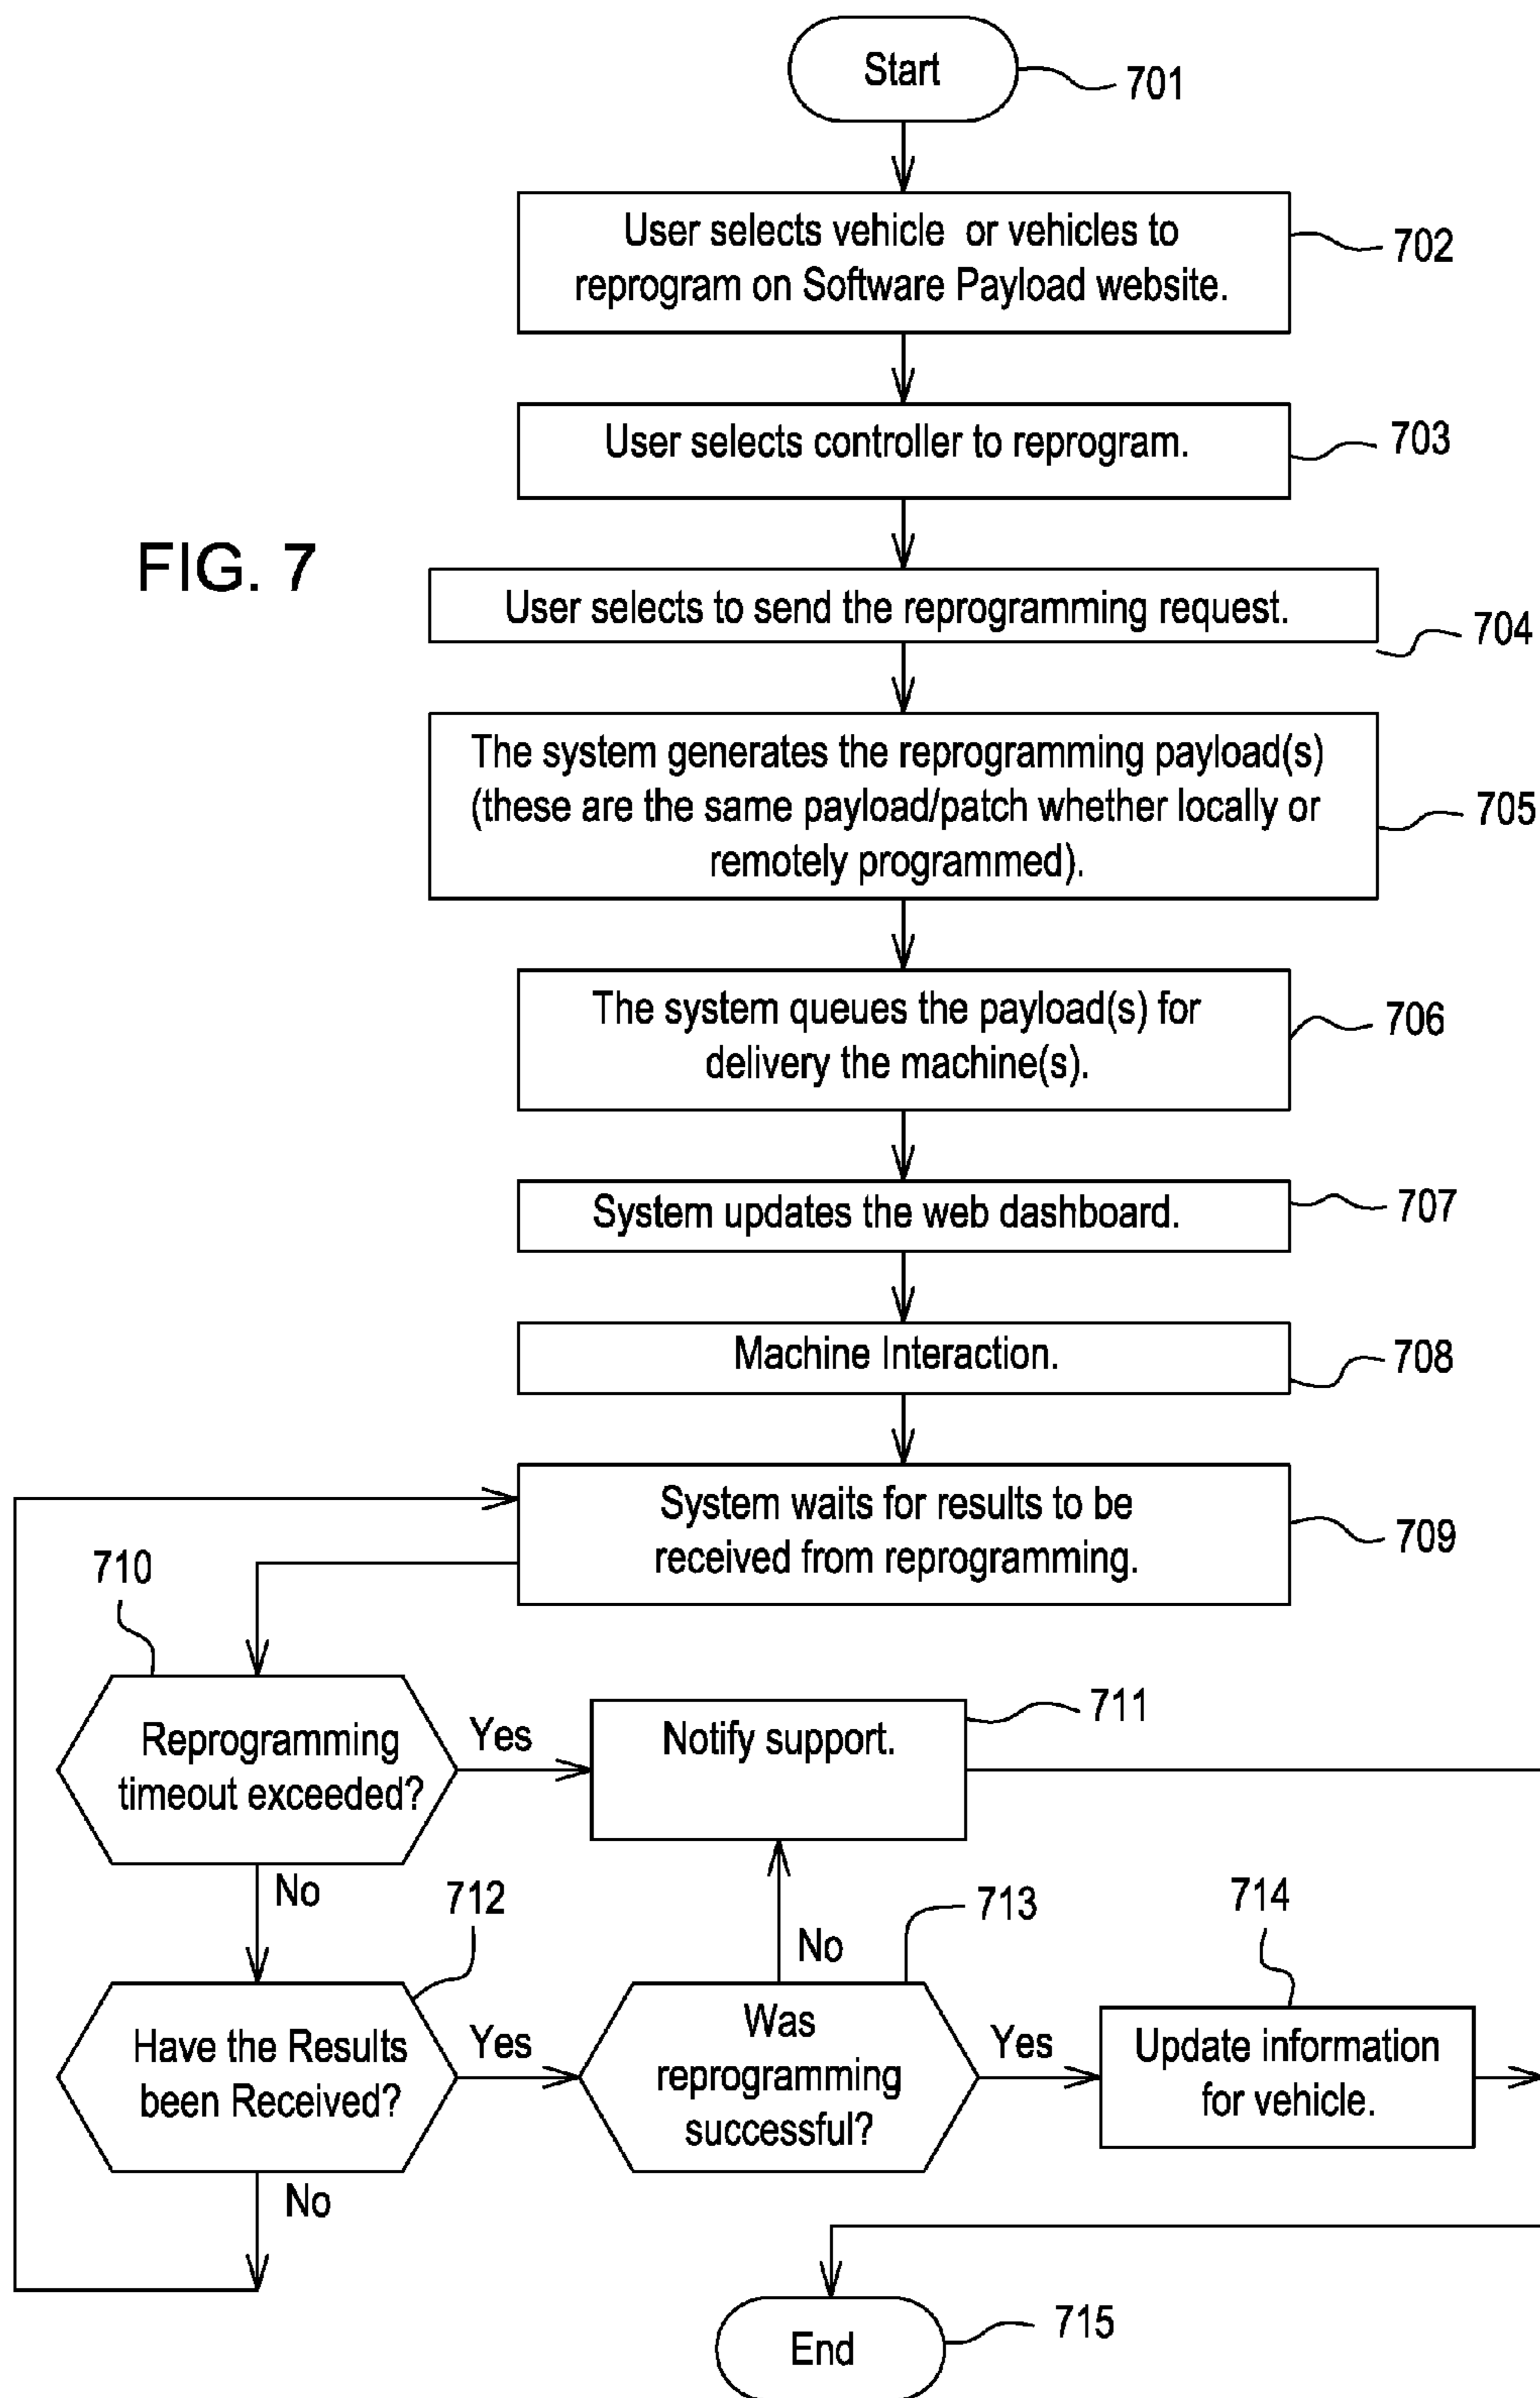 Start
701
User selects vehicle or vehicles to
reprogram on Software Payload website.
702
User selects controller to reprogram.
703
FIG. 7
User selects to send the reprogramming request.
704
The system generates the reprogramming payload(s)
(these are the same payload/patch whether locally or
remotely programmed).
705
The system queues the payload(s) for
delivery the machine(s).
706
System updates the web dashboard.
707
Machine Interaction.
708
System waits for results to be
received from reprogramming.
709
710
Reprogramming
timeout exceeded?
Yes
Notify support.
711
No
712
Have the Results
been Received?
Yes
No
713
Was
reprogramming
successful?
Yes
714
Update information
for vehicle.
No
End
715